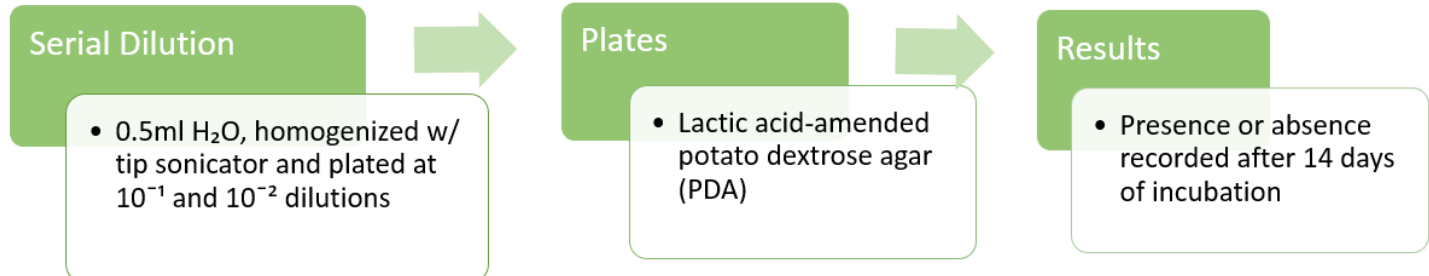 Serial Dilution
• 0.5ml H₂O, homogenized w/
tip sonicator and plated at
10⁻¹ and 10⁻² dilutions
Plates
• Lactic acid-amended
potato dextrose agar
(PDA)
Results
• Presence or absence
recorded after 14 days
of incubation